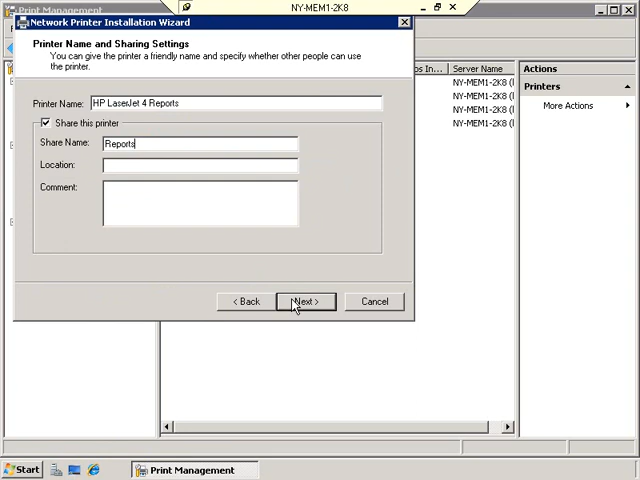 Print Management
NY-MEM1-2K8
Network Printer Installation Wizard
Printer Name and Sharing Settings
You can give the printer a friendly name and specify whether other people can use
the printer.
Printer Name: HP LaserJet 4 Reports
Share this printer
Share Name: Reports
Location:
Comment:
< Back Next > Cancel
os In... Server Name
NY-MEM1-2K8 (l
NY-MEM1-2K8 (l
NY-MEM1-2K8 (l
NY-MEM1-2K8 (l
Actions
Printers
More Actions
Start
Print Management